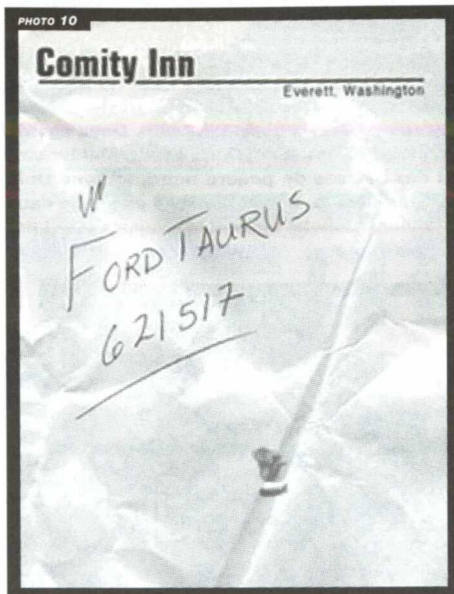 PHOTO 10
Comity Inn
Everett, Washington
FORD TAURUS
621517